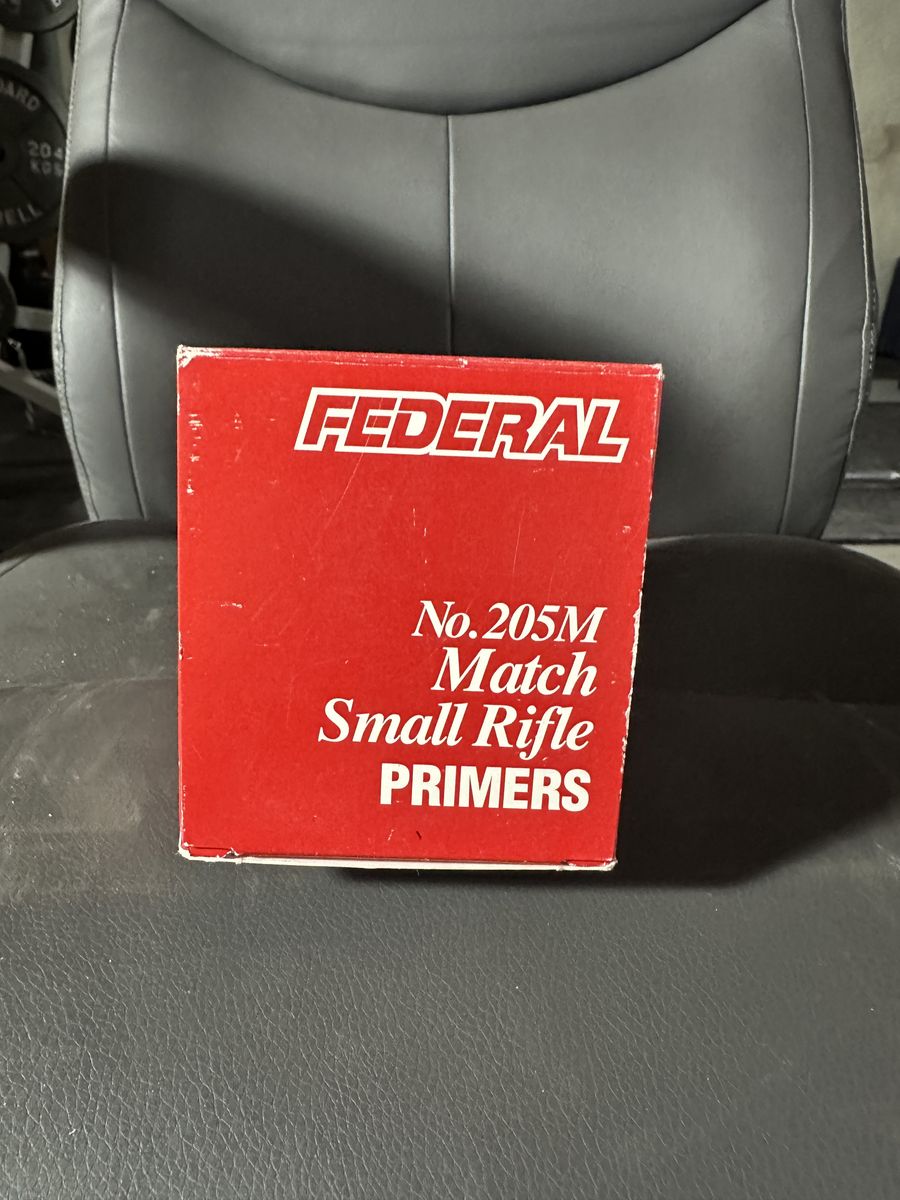 FEDERAL
No. 205M
Match
Small Rifle
PRIMERS